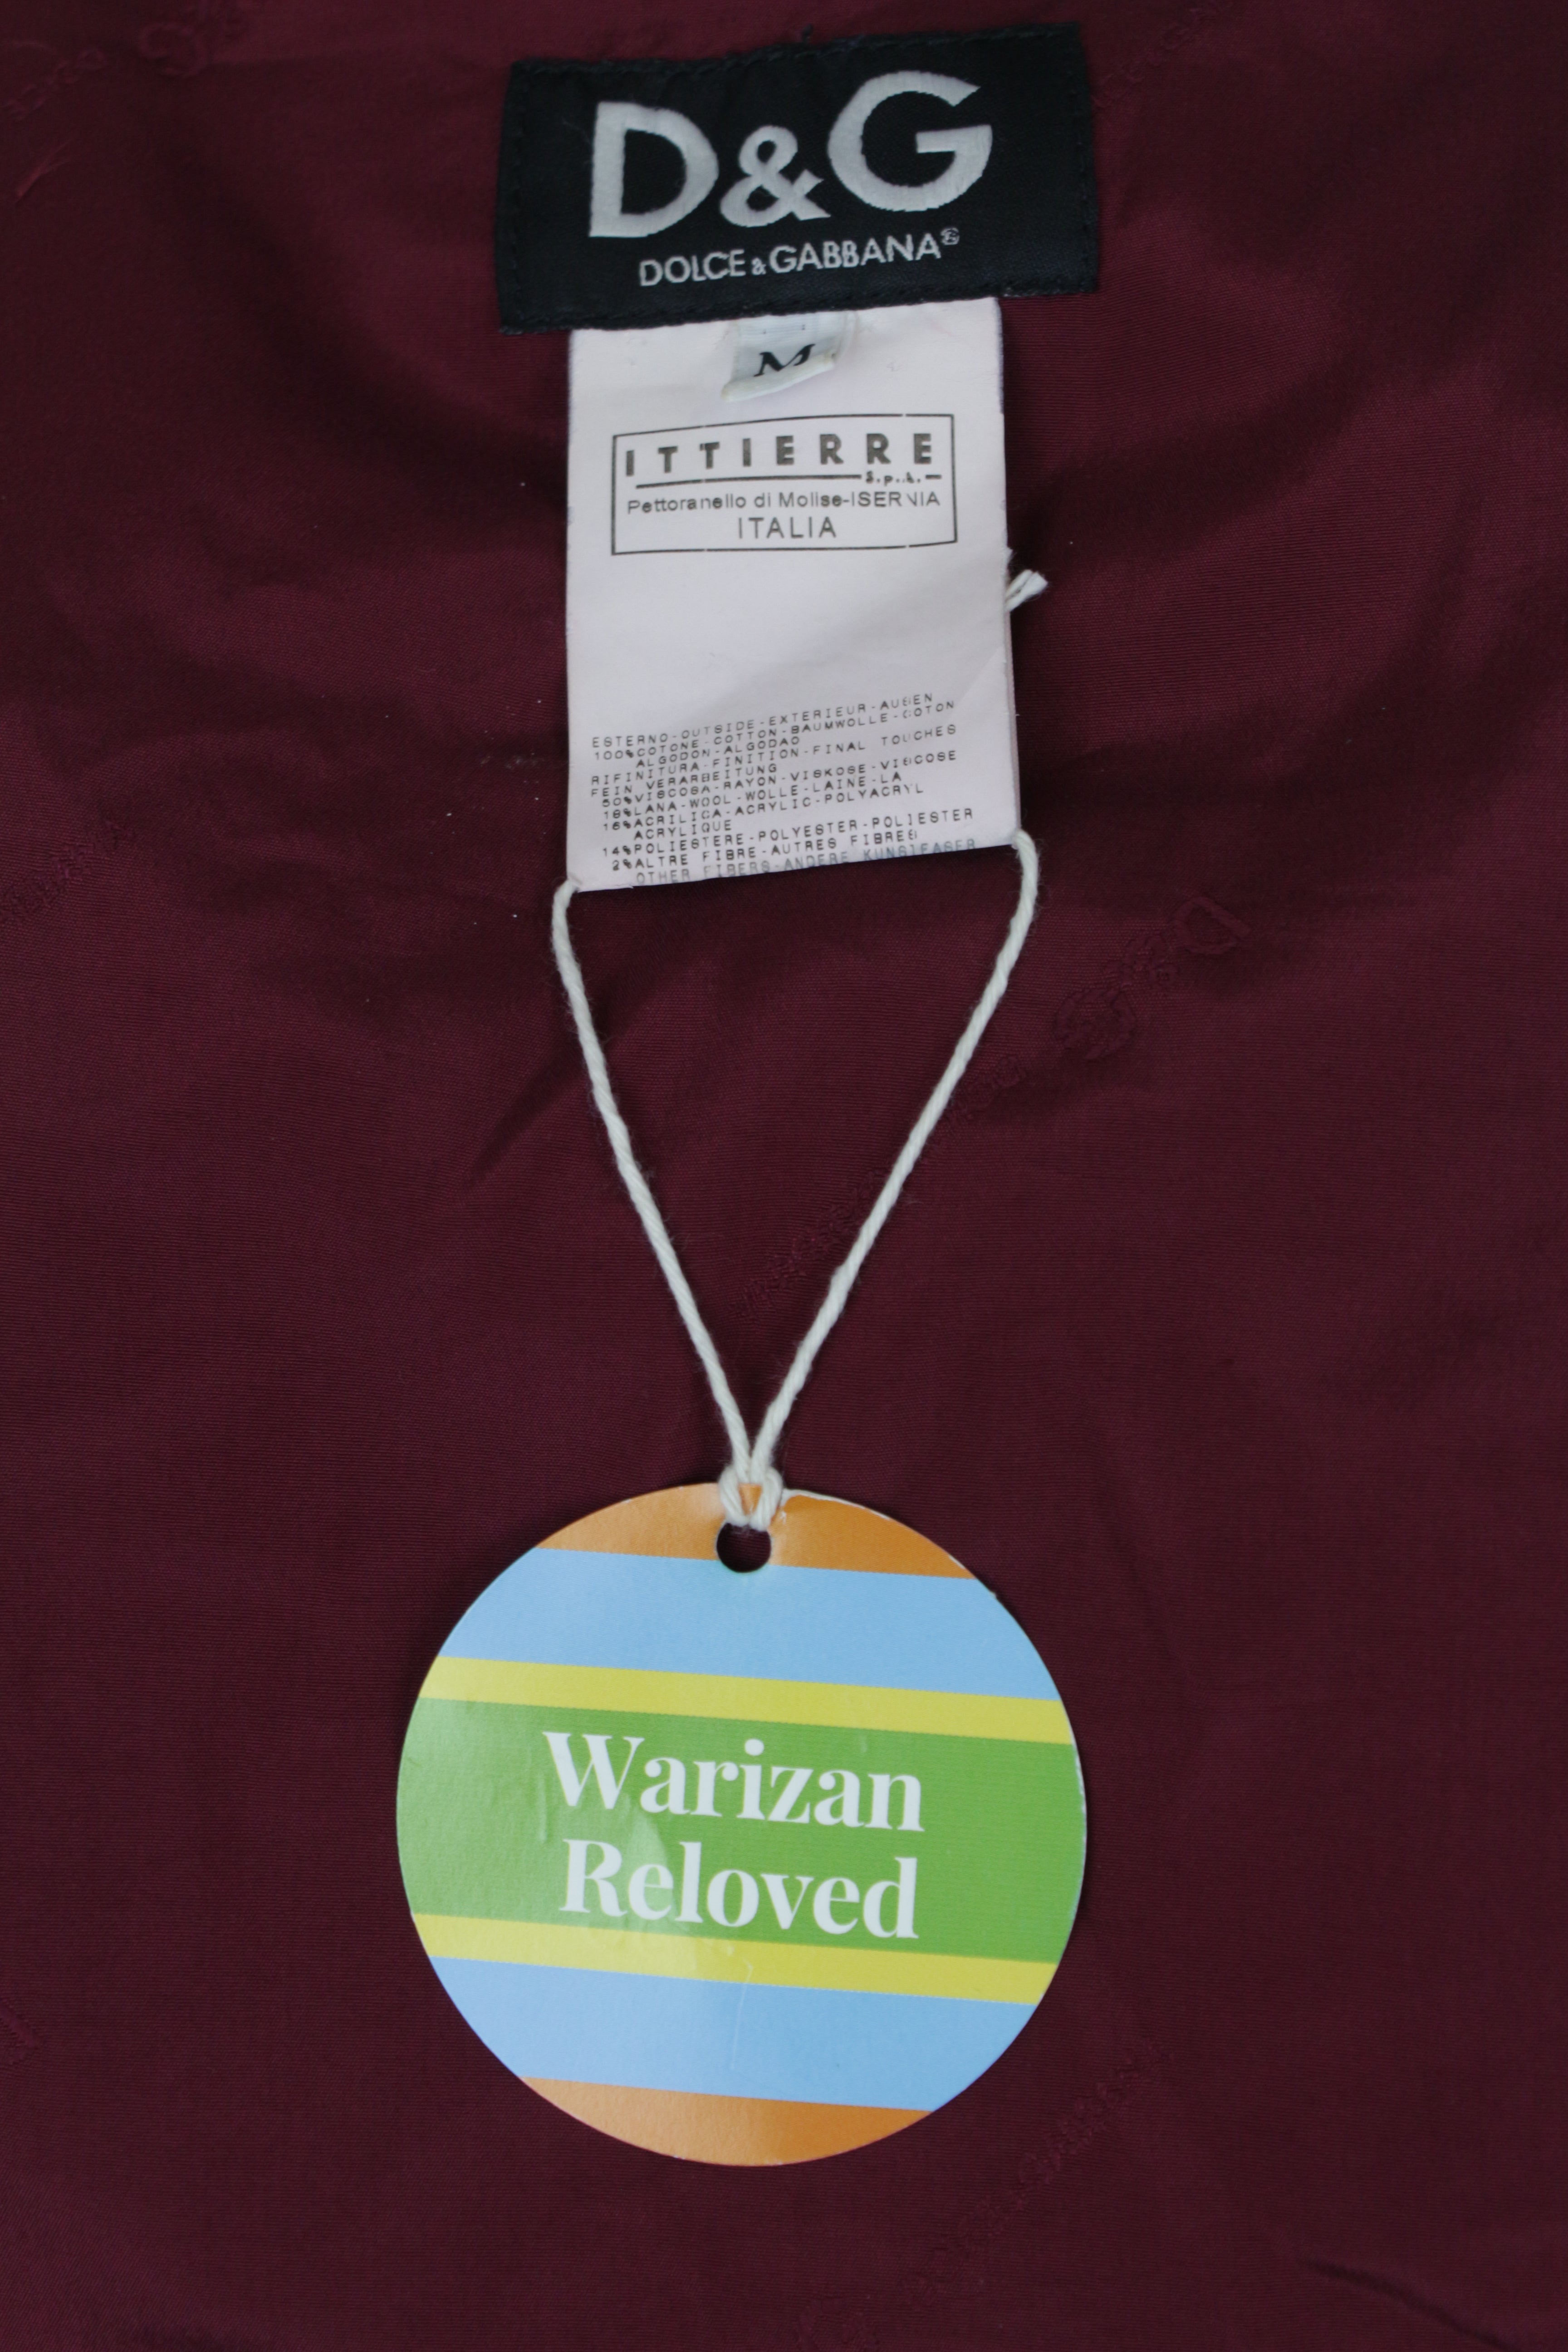 D&G
DOLCE & GABBANA®
M
ITTIERRE
S.p.A.
Pettoranello di Molise-ISERNIA
ITALIA
ESTERNO-OUTSIDE-EXTERIEUR-AUßEN
100%COTONE-COTTON-BAUMWOLLE-COTON
ALGODON-ALGODAO
RIFINITURA-FINITION-FINAL TOUCHES
FEIN VERARBEITUNG
50%VISCOSA-RAYON-VISKOSE-VISCOSE
18%LANA-WOOL-WOLLE-LAINE-LA
16%ACRILICA-ACRYLIC-POLYACRYL
ACRYLIQUE
14%POLIESTERE-POLYESTER-POLIESTER
2%ALTRE FIBRE-AUTRES FIBRES
OTHER FIBERS-ANDERE KUNSTFASER
Warizan
Reloved